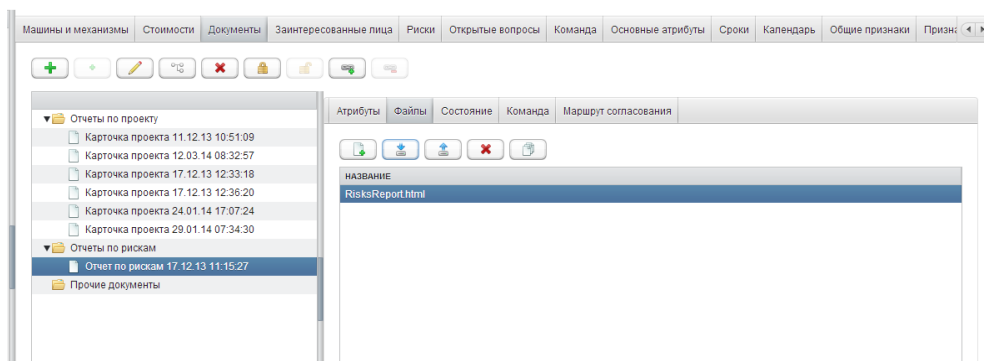 Машины и механизмы Стоимости Документы Заинтересованные лица Риски Открытые вопросы Команда Основные атрибуты Сроки Календарь Общие признаки Призна
Отчеты по проекту
Карточка проекта 11.12.13 10:51:09
Карточка проекта 12.03.14 08:32:57
Карточка проекта 17.12.13 12:33:18
Карточка проекта 17.12.13 12:36:20
Карточка проекта 24.01.14 17:07:24
Карточка проекта 29.01.14 07:34:30
Отчеты по рискам
Отчет по рискам 17.12.13 11:15:27
Прочие документы
Атрибуты Файлы Состояние Команда Маршрут согласования
НАЗВАНИЕ
RisksReport.html